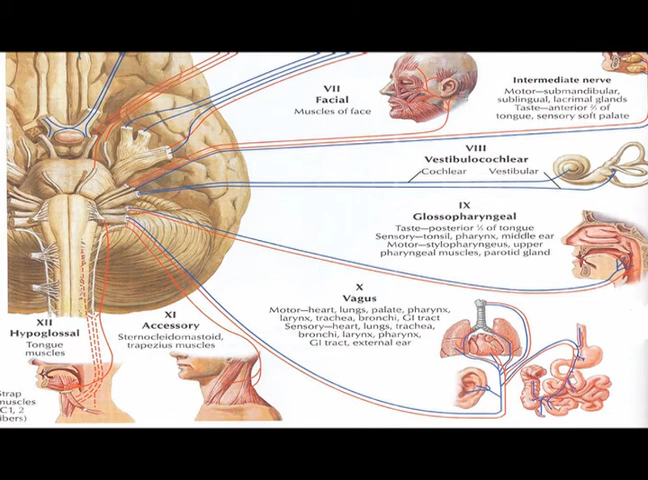 VII
Facial
Muscles of face
Intermediate nerve
Motor—submandibular,
sublingual, lacrimal glands
Taste—anterior ⅔ of
tongue, sensory soft palate
VIII
Vestibulocochlear
Cochlear Vestibular
IX
Glossopharyngeal
Taste—posterior ⅓ of tongue
Sensory—tonsil, pharynx, middle ear
Motor—stylopharyngeus, upper
pharyngeal muscles, parotid gland
X
Vagus
Motor—heart, lungs, palate, pharynx,
larynx, trachea, bronchi, GI tract
Sensory—heart, lungs, trachea,
bronchi, larynx, pharynx,
GI tract, external ear
XI
Accessory
Sternocleidomastoid,
trapezius muscles
XII
Hypoglossal
Tongue
muscles
Strap
muscles
C1, 2
ibers)